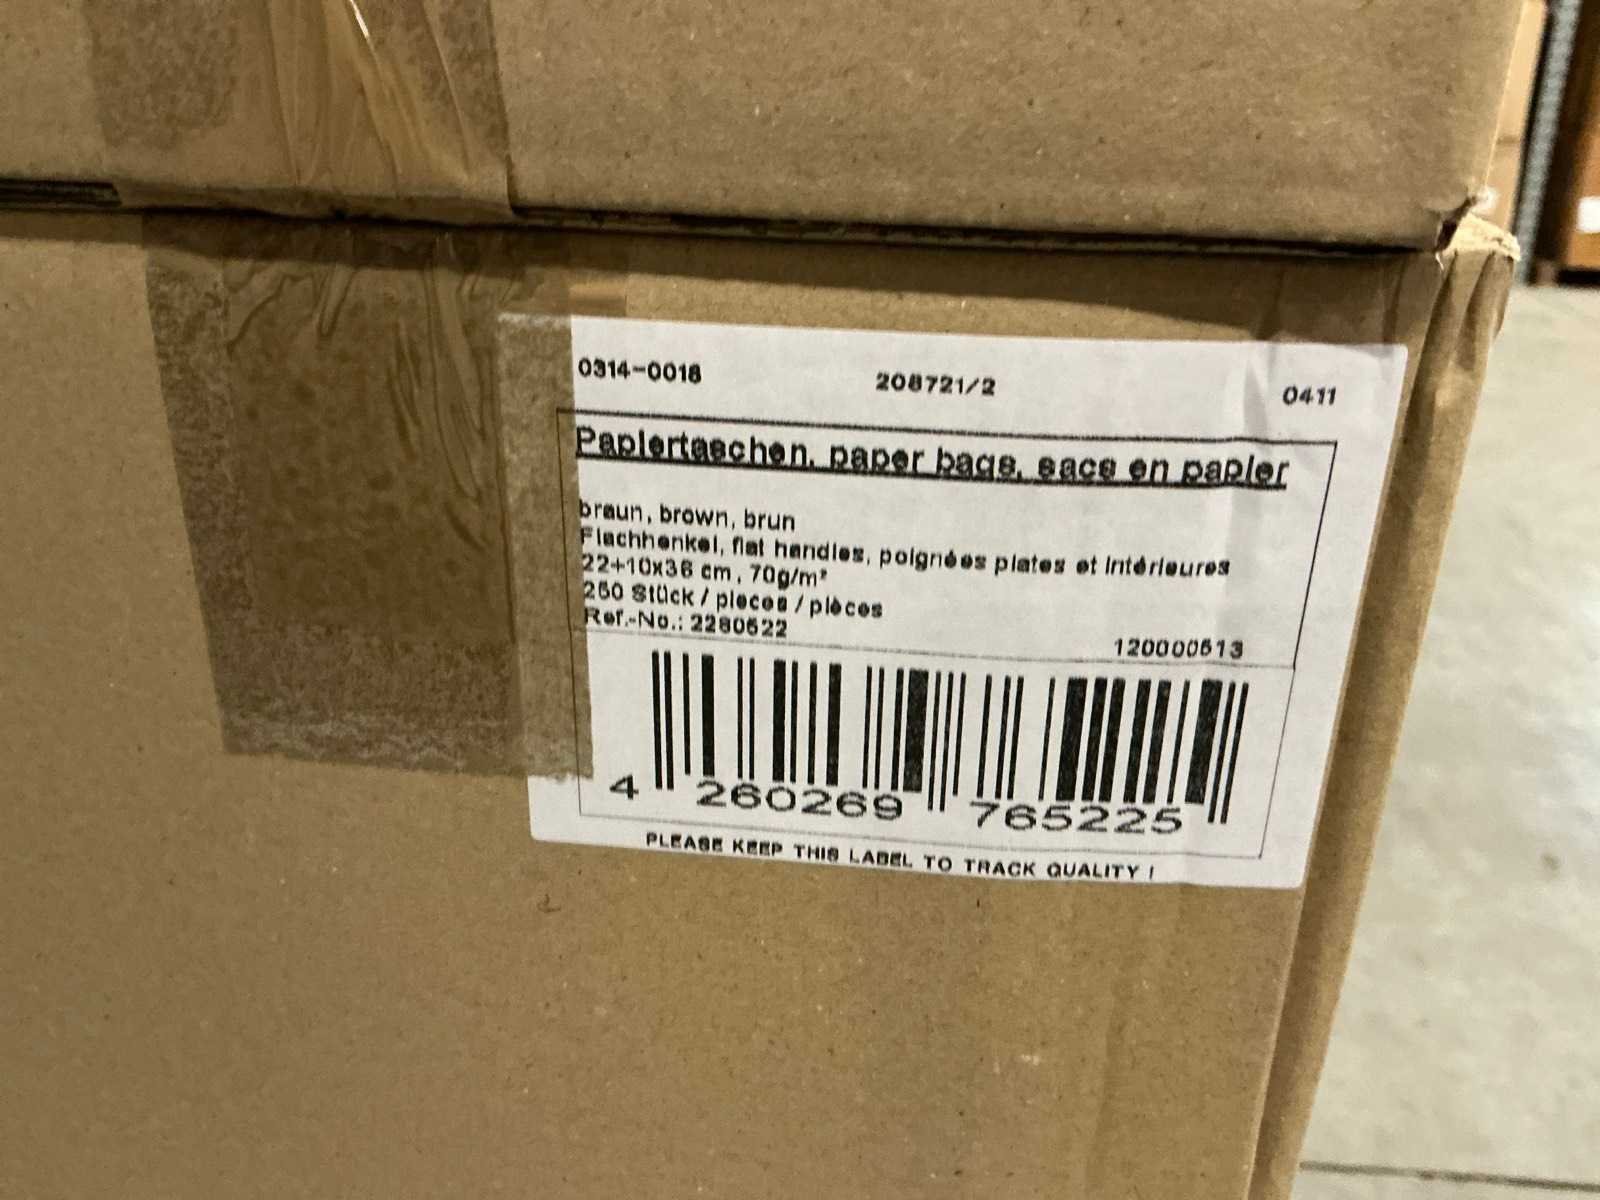 0314-0018 208721/2 0411
Papiertaschen, paper bags, sacs en papier
braun, brown, brun
Flachhenkel, flat handles, poignées plates et intérieures
22+10x36 cm, 70g/m²
250 Stück / pieces / pièces
Ref.-No.: 2280522
120000513
4 260269 765225
PLEASE KEEP THIS LABEL TO TRACK QUALITY !